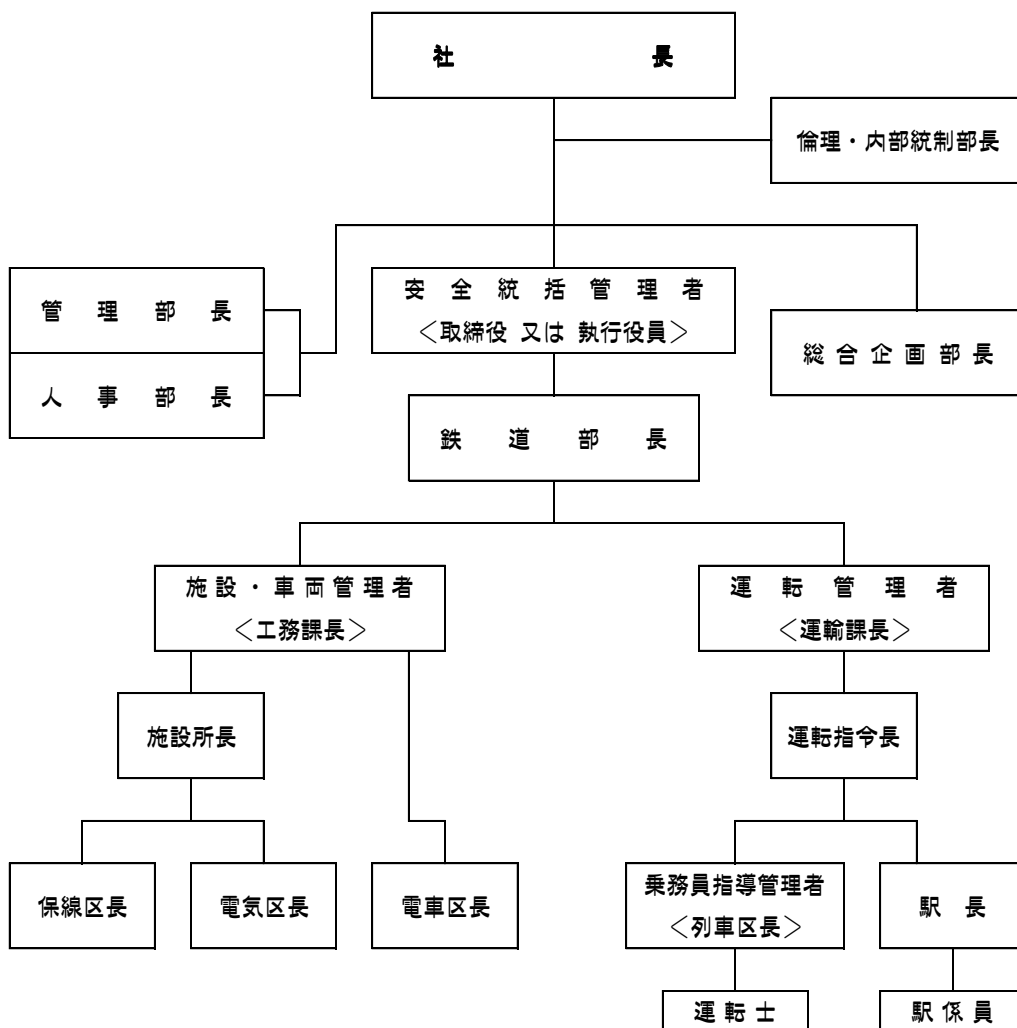 社長
倫理・内部統制部長
管理部長
人事部長
安全統括管理者
＜取締役 又は 執行役員＞
総合企画部長
鉄道部長
施設・車両管理者
＜工務課長＞
運転管理者
＜運輸課長＞
施設所長
運転指令長
保線区長
電気区長
電車区長
乗務員指導管理者
＜列車区長＞
駅長
運転士
駅係員